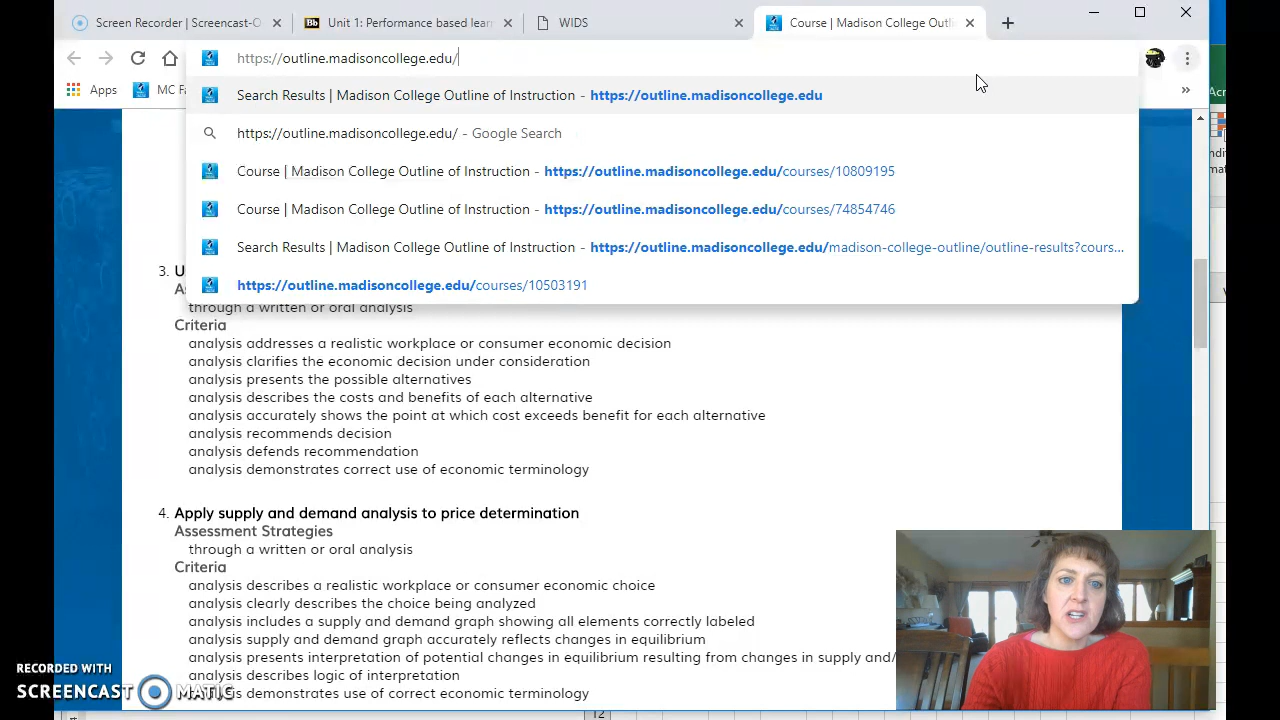 Screen Recorder | Screencast-O
Bb Unit 1: Performance based lear
WIDS
Course | Madison College Outli
https://outline.madisoncollege.edu/
Apps
MC Fa
»
Acr
Search Results | Madison College Outline of Instruction - https://outline.madisoncollege.edu
https://outline.madisoncollege.edu/ - Google Search
Course | Madison College Outline of Instruction - https://outline.madisoncollege.edu/courses/10809195
Course | Madison College Outline of Instruction - https://outline.madisoncollege.edu/courses/74854746
Search Results | Madison College Outline of Instruction - https://outline.madisoncollege.edu/madison-college-outline/outline-results?cours...
https://outline.madisoncollege.edu/courses/10503191
3. U
As
through a written or oral analysis
Criteria
analysis addresses a realistic workplace or consumer economic decision
analysis clarifies the economic decision under consideration
analysis presents the possible alternatives
analysis describes the costs and benefits of each alternative
analysis accurately shows the point at which cost exceeds benefit for each alternative
analysis recommends decision
analysis defends recommendation
analysis demonstrates correct use of economic terminology
4. Apply supply and demand analysis to price determination
Assessment Strategies
through a written or oral analysis
Criteria
analysis describes a realistic workplace or consumer economic choice
analysis clearly describes the choice being analyzed
analysis includes a supply and demand graph showing all elements correctly labeled
analysis supply and demand graph accurately reflects changes in equilibrium
analysis presents interpretation of potential changes in equilibrium resulting from changes in supply and/
analysis describes logic of interpretation
analysis demonstrates use of correct economic terminology
RECORDED WITH
SCREENCAST MATIC
12